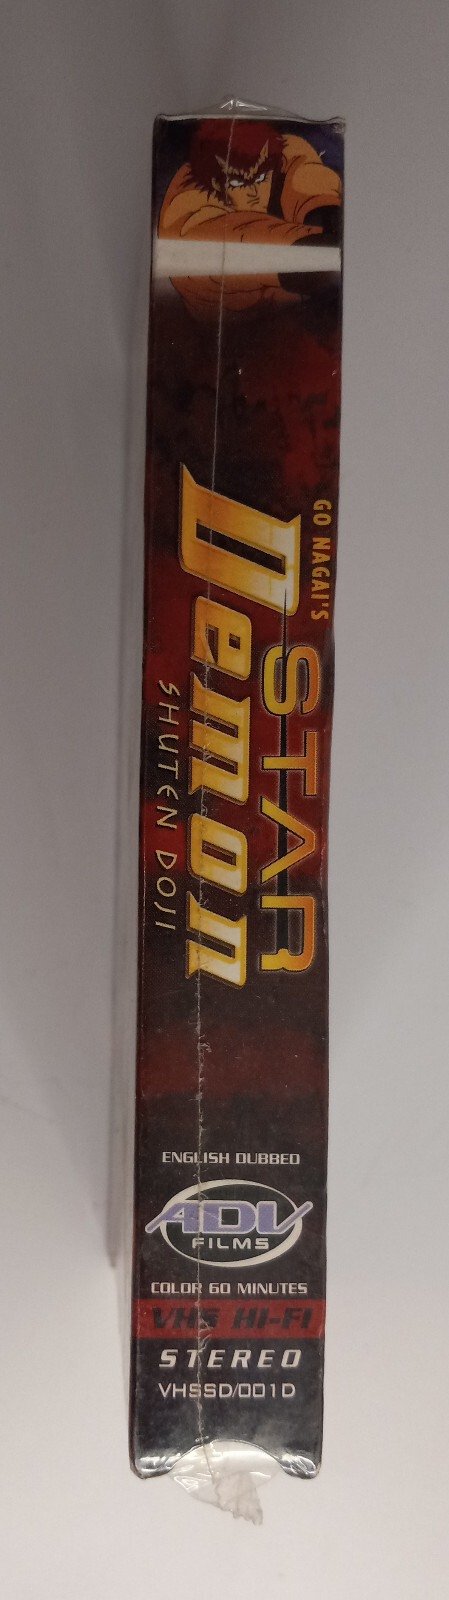 GO NAGAI'S
STAR
Demon
SHUTEN DOJI
ENGLISH DUBBED
ADV
FILMS
COLOR 60 MINUTES
VHS HI-FI
STEREO
VHSSD/001D